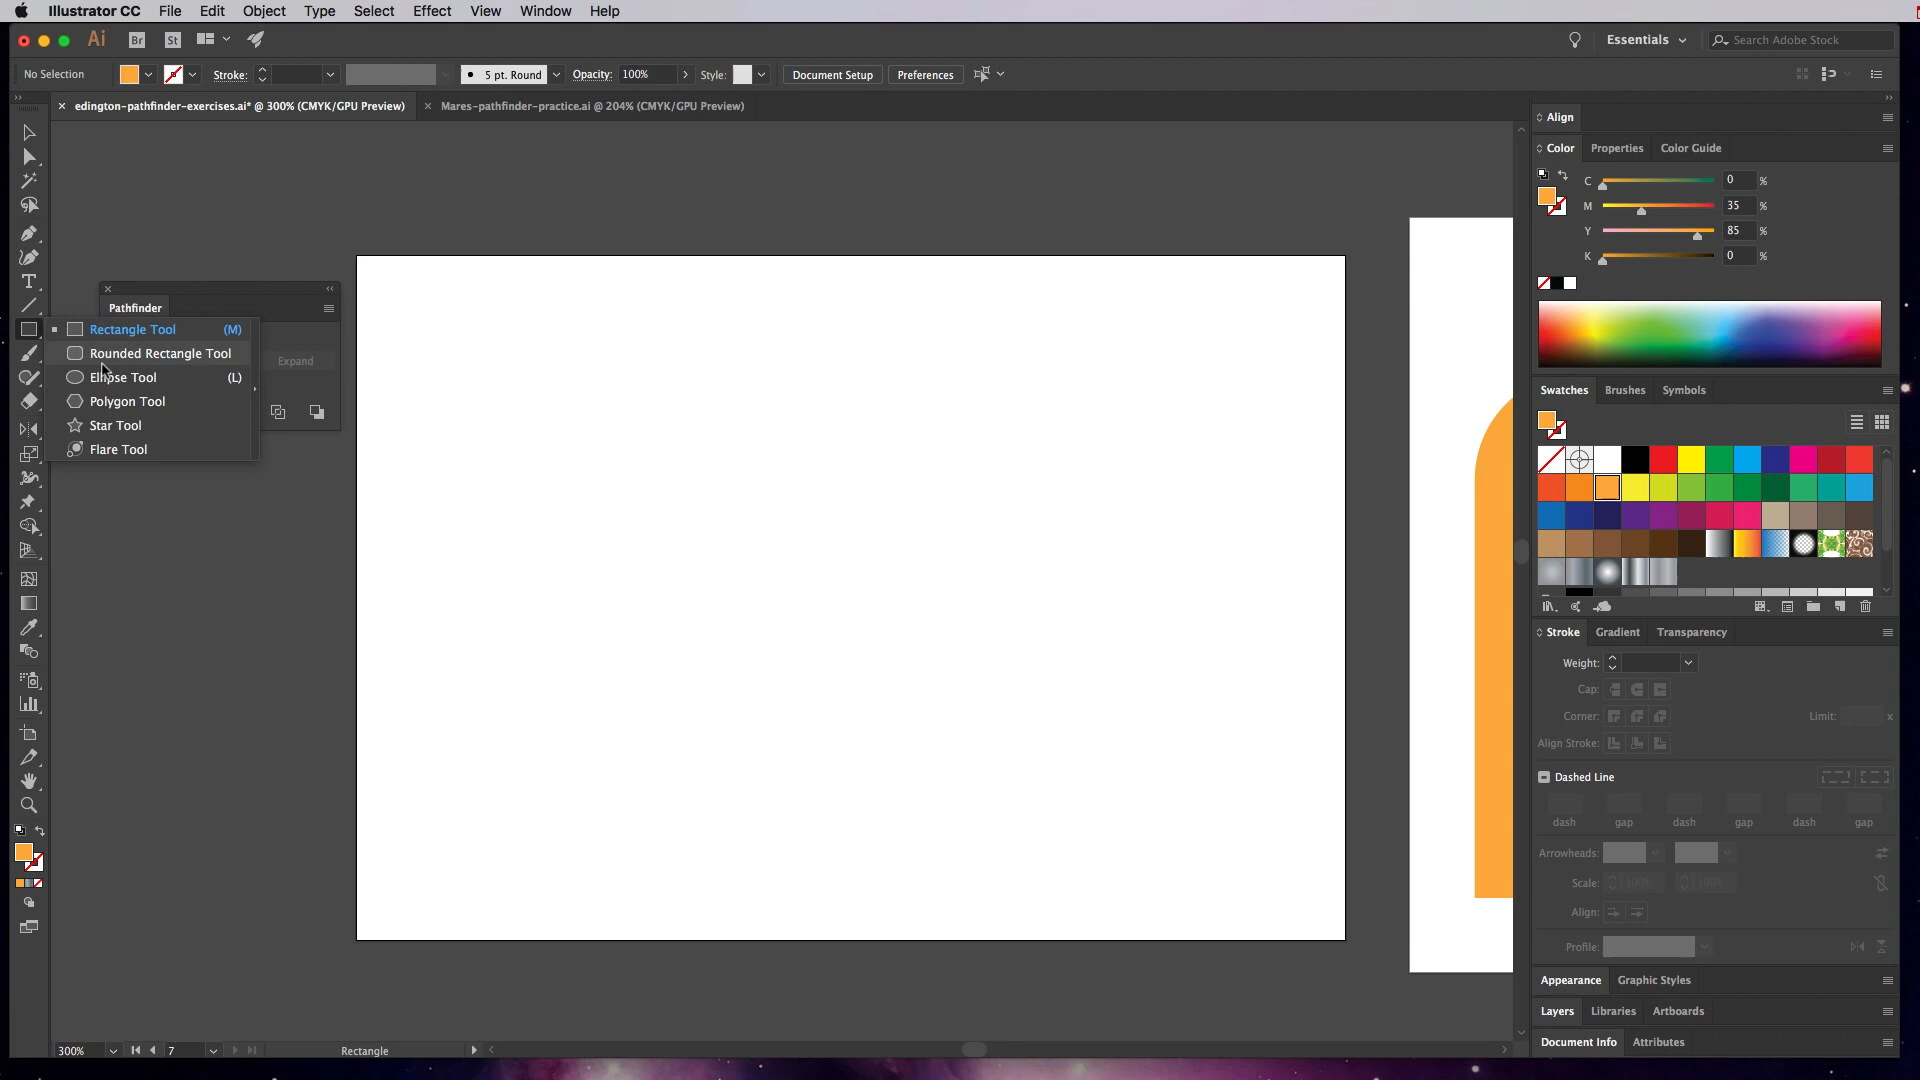 Illustrator CC File Edit Object Type Select Effect View Window Help
Ai Br St Essentials Search Adobe Stock
No Selection Stroke: 5 pt. Round Opacity: 100% Style: Document Setup Preferences
edington-pathfinder-exercises.ai* @ 300% (CMYK/GPU Preview) Mares-pathfinder-practice.ai @ 204% (CMYK/GPU Preview)
Align
Color Properties Color Guide
C 0 %
M 35 %
Y 85 %
K 0 %
Pathfinder
Rectangle Tool (M)
Rounded Rectangle Tool
Expand
Ellipse Tool (L)
Polygon Tool
Star Tool
Flare Tool
Swatches Brushes Symbols
Stroke Gradient Transparency
Weight:
Cap:
Corner: Limit: x
Align Stroke:
Dashed Line
dash gap dash gap dash gap
Arrowheads:
Scale: 100% 100%
Align:
Profile:
Appearance Graphic Styles
Layers Libraries Artboards
Document Info Attributes
300% 7 Rectangle